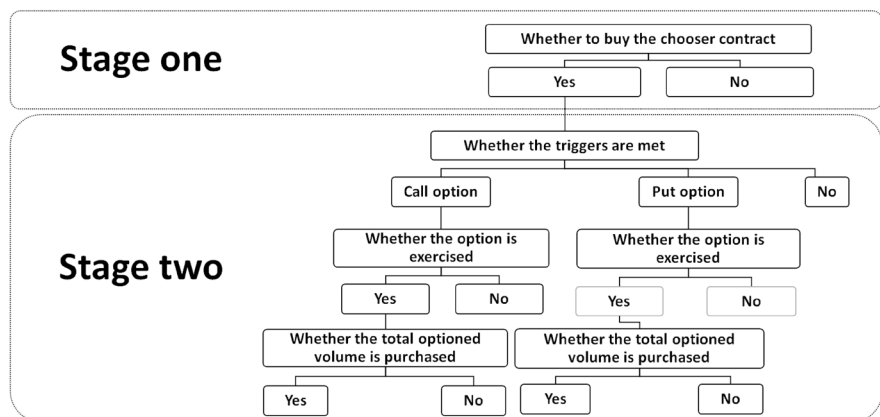 Stage one
Whether to buy the chooser contract
Yes
No
Stage two
Whether the triggers are met
Call option
Put option
No
Whether the option is
exercised
Whether the option is
exercised
Yes
No
Yes
No
Whether the total optioned
volume is purchased
Whether the total optioned
volume is purchased
Yes
No
Yes
No